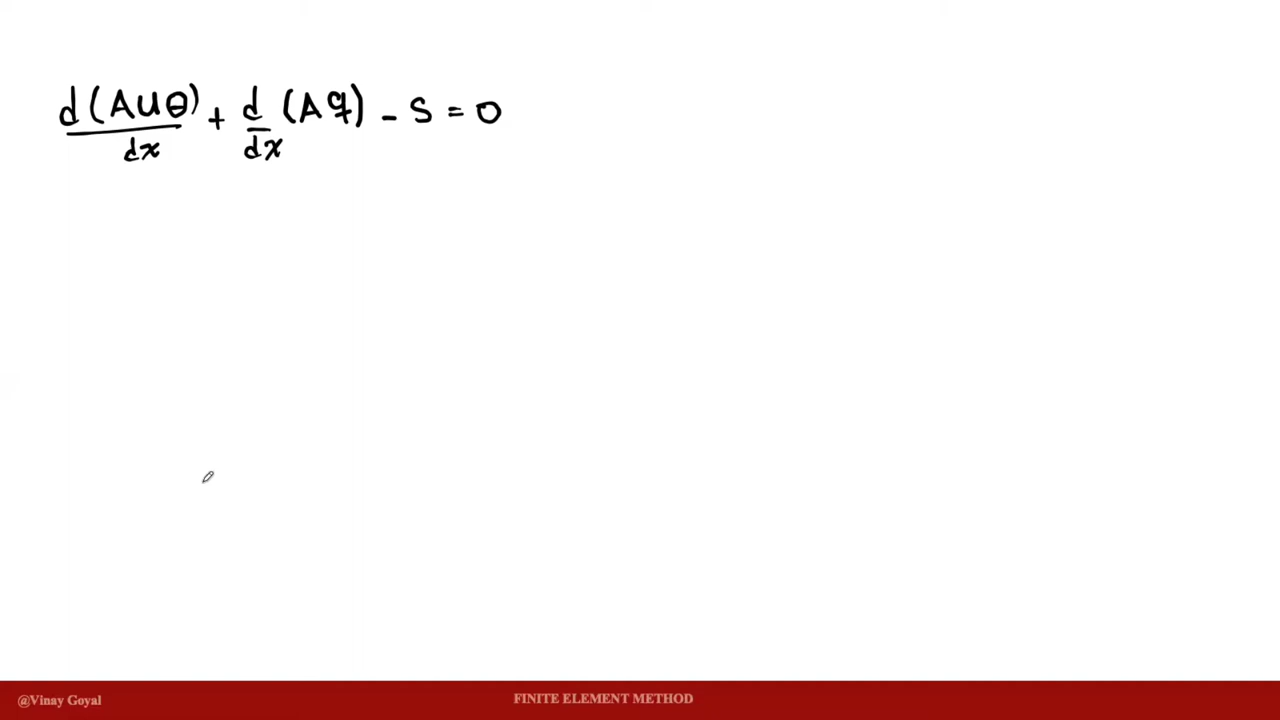 d(Auθ)/dx + d/dx (Aq) - S = 0
@Vinay Goyal
FINITE ELEMENT METHOD